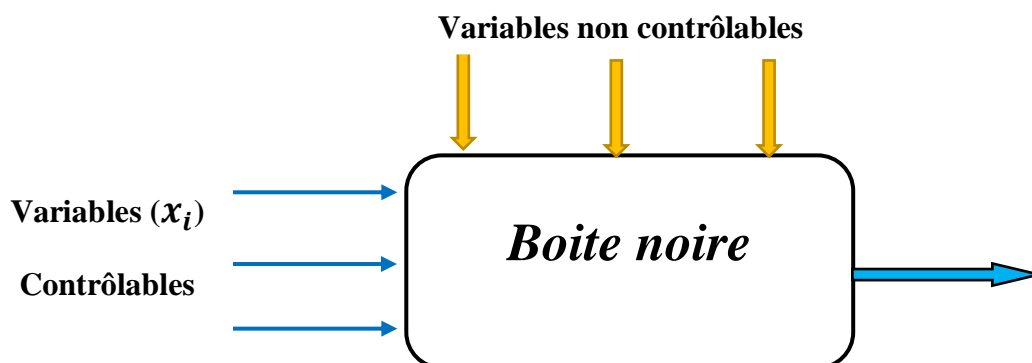 Variables non contrôlables
Variables (𝒙ᵢ)
Boite noire
Contrôlables